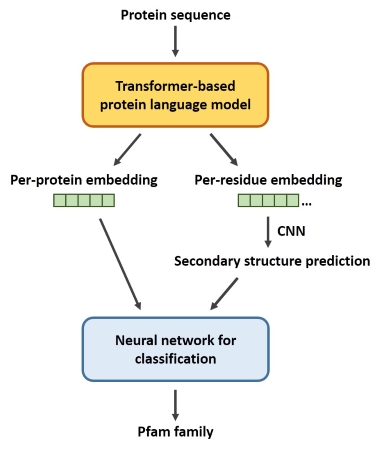 Protein sequence
Transformer-based
protein language model
Per-protein embedding
Per-residue embedding
...
CNN
Secondary structure prediction
Neural network for
classification
Pfam family